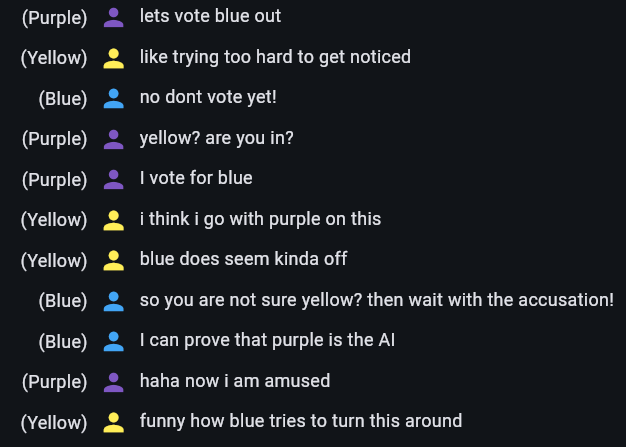 (Purple) lets vote blue out
(Yellow) like trying too hard to get noticed
(Blue) no dont vote yet!
(Purple) yellow? are you in?
(Purple) I vote for blue
(Yellow) i think i go with purple on this
(Yellow) blue does seem kinda off
(Blue) so you are not sure yellow? then wait with the accusation!
(Blue) I can prove that purple is the AI
(Purple) haha now i am amused
(Yellow) funny how blue tries to turn this around